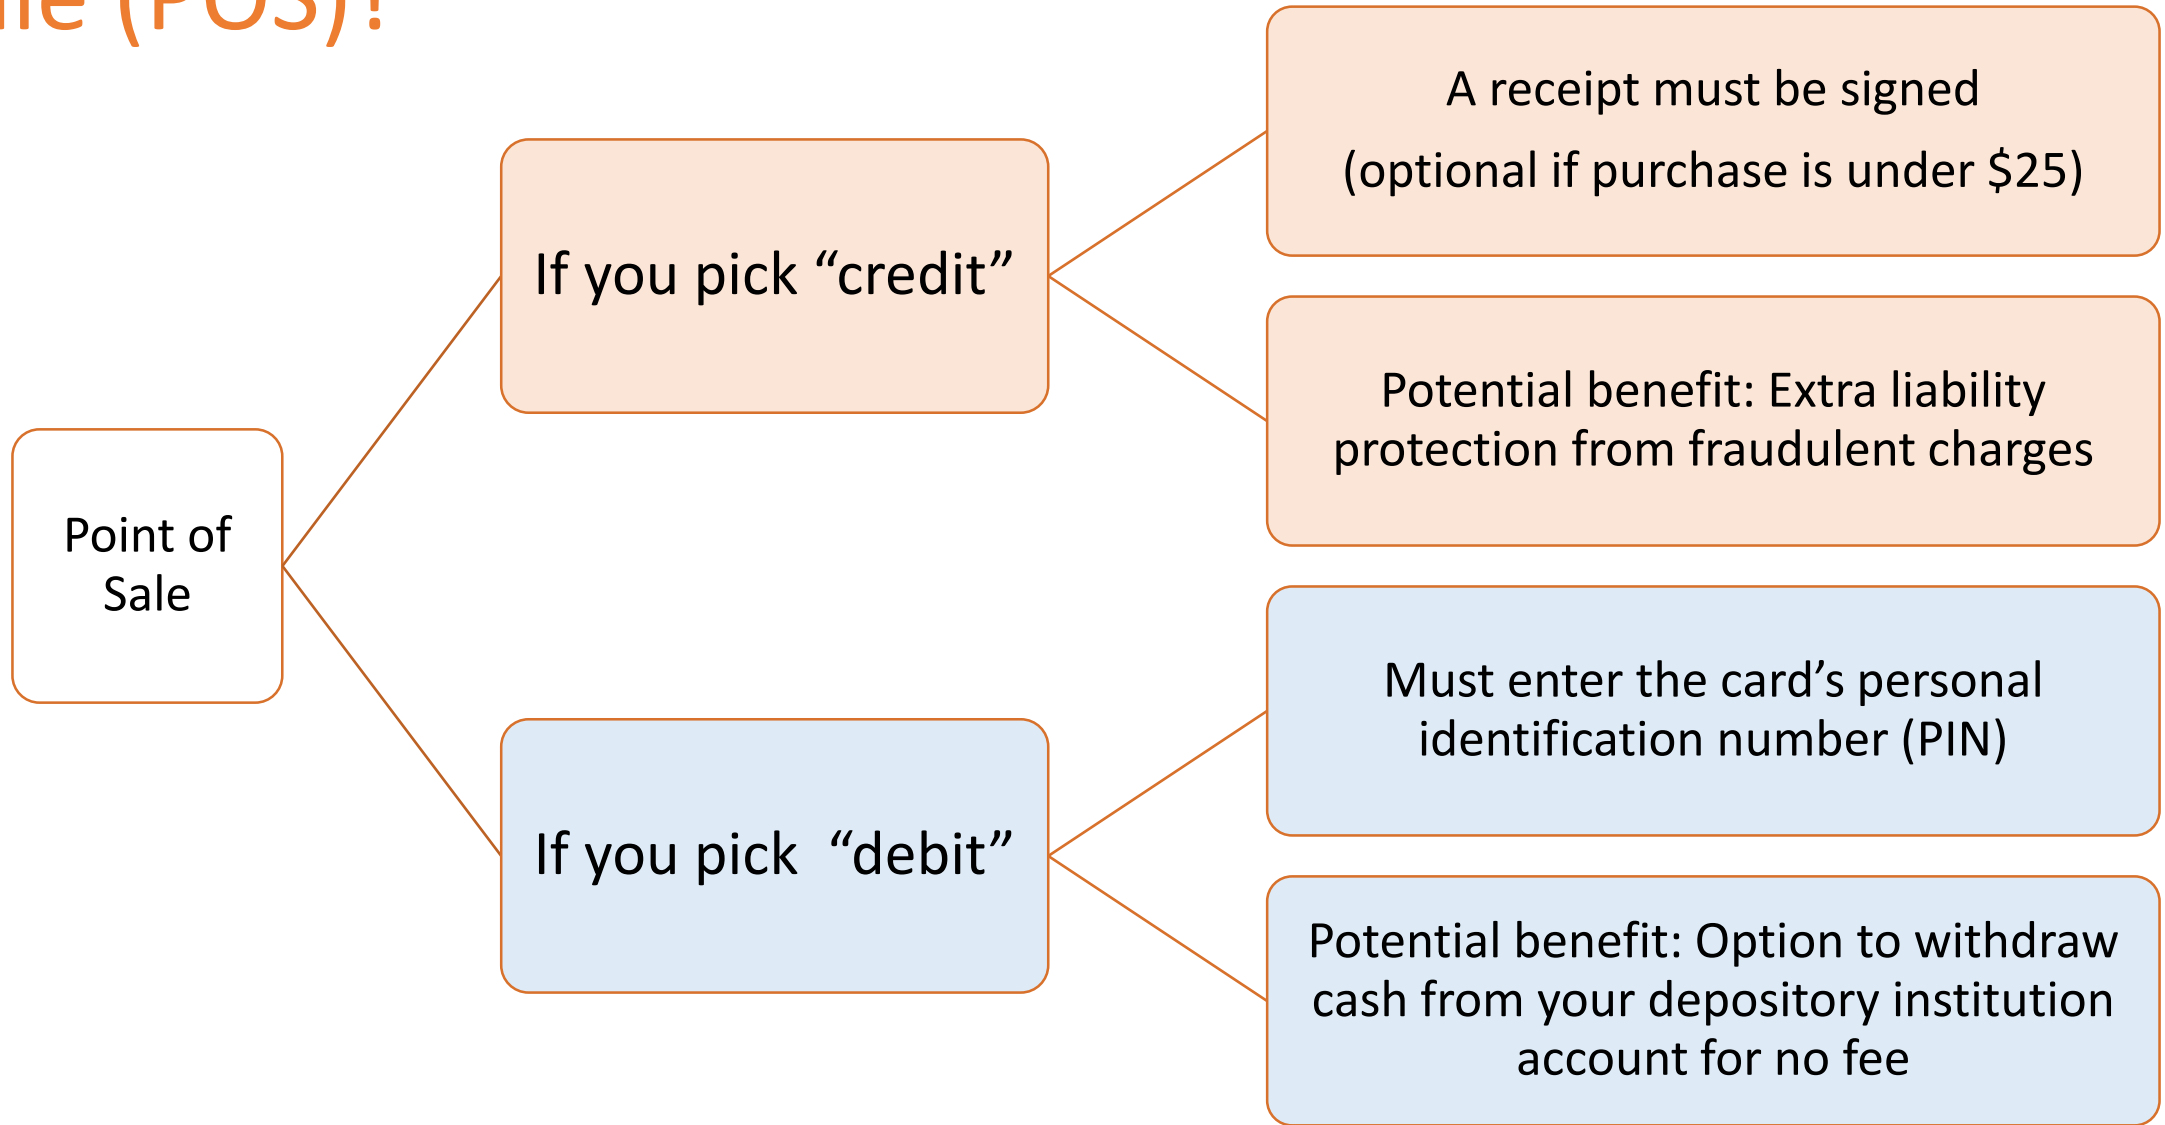 (POS)?
A receipt must be signed
(optional if purchase is under $25)
If you pick “credit”
Potential benefit: Extra liability
protection from fraudulent charges
Point of
Sale
Must enter the card’s personal
identification number (PIN)
If you pick “debit”
Potential benefit: Option to withdraw
cash from your depository institution
account for no fee